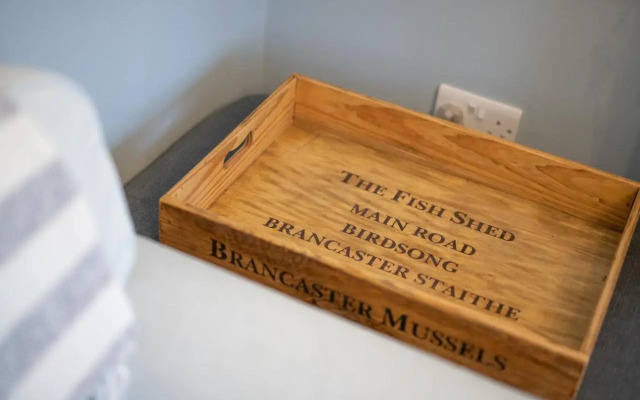 THE FISH SHED
MAIN ROAD
BIRDSONG
BRANCASTER STAITHE
BRANCASTER MUSSELS